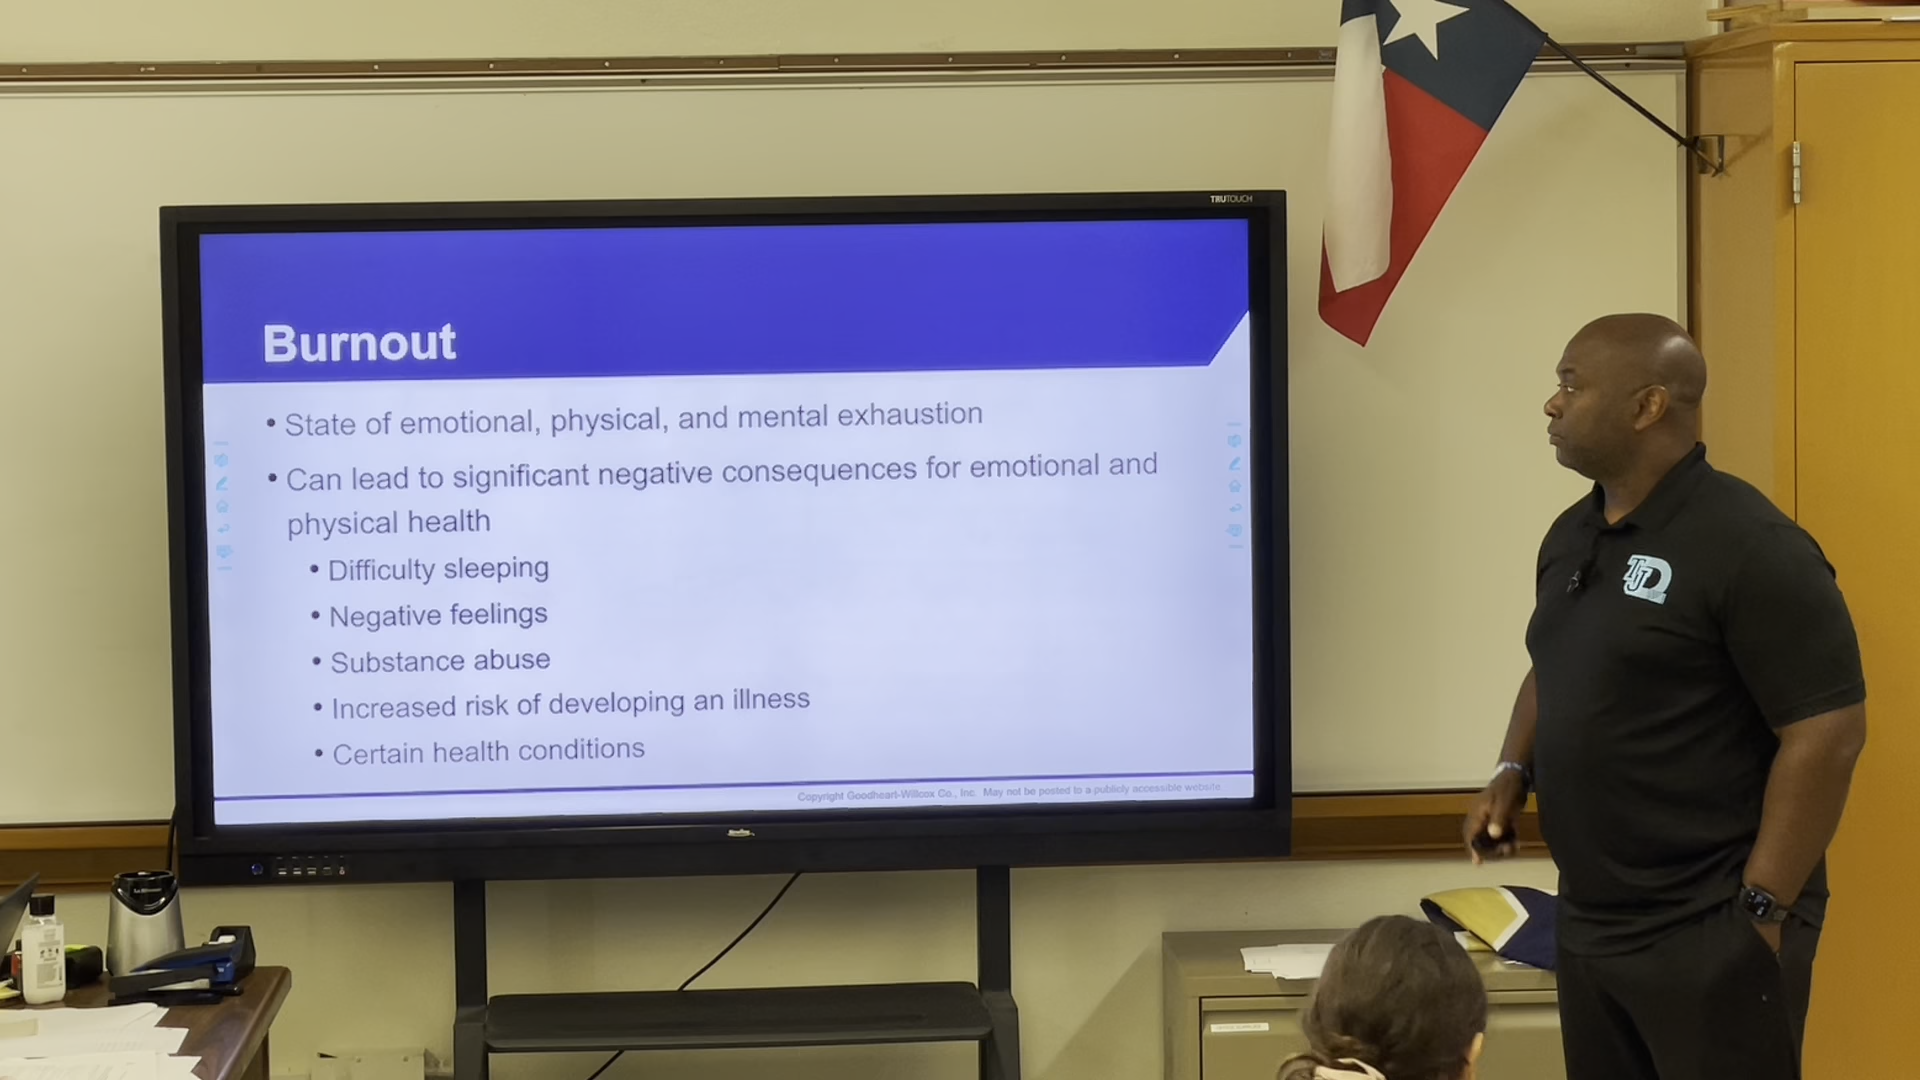 TRUTOUCH
Burnout
• State of emotional, physical, and mental exhaustion
• Can lead to significant negative consequences for emotional and
physical health
• Difficulty sleeping
• Negative feelings
• Substance abuse
• Increased risk of developing an illness
• Certain health conditions
Copyright Goodheart-Willcox Co., Inc. May not be posted to a publicly accessible website